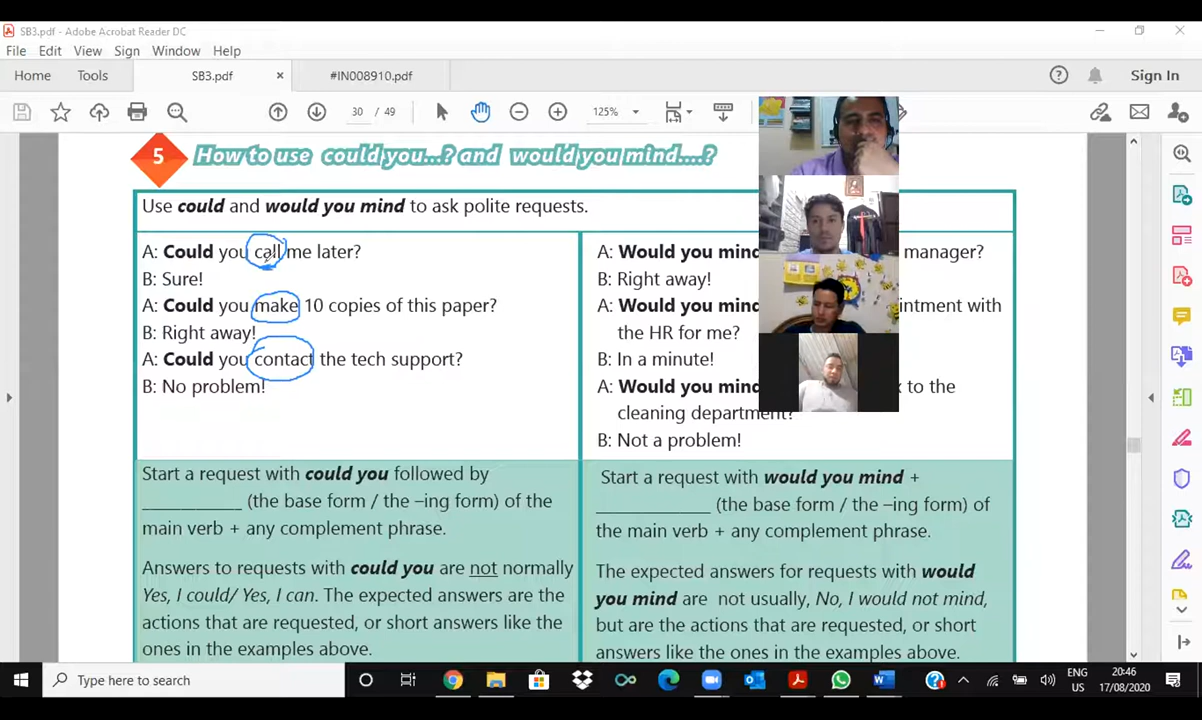 SB3.pdf - Adobe Acrobat Reader DC
File Edit View Sign Window Help
Home Tools SB3.pdf × #IN008910.pdf Sign In
30 / 49 125%
5 How to use could you...? and would you mind....?
Use could and would you mind to ask polite requests.
A: Could you call me later?
B: Sure!
A: Could you make 10 copies of this paper?
B: Right away!
A: Could you contact the tech support?
B: No problem!
A: Would you mind manager?
B: Right away!
A: Would you mind intment with
the HR for me?
B: In a minute!
A: Would you mind to the
cleaning department?
B: Not a problem!
Start a request with could you followed by
____________ (the base form / the –ing form) of the
main verb + any complement phrase.
Answers to requests with could you are not normally
Yes, I could/ Yes, I can. The expected answers are the
actions that are requested, or short answers like the
ones in the examples above.
Start a request with would you mind +
____________ (the base form / the –ing form) of
the main verb + any complement phrase.
The expected answers for requests with would
you mind are not usually, No, I would not mind,
but are the actions that are requested, or short
answers like the ones in the examples above.
Type here to search
ENG
US
20:46
17/08/2020